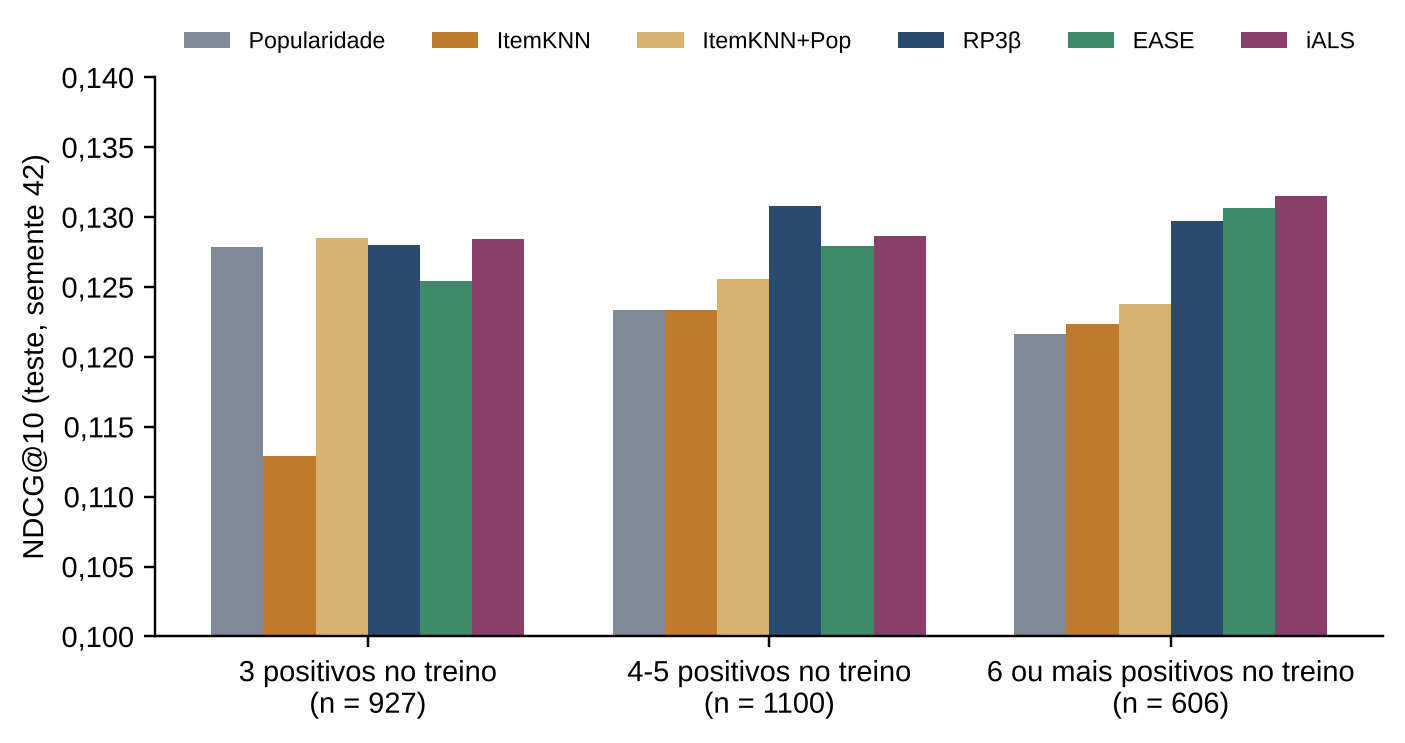 Popularidade ItemKNN ItemKNN+Pop RP3β EASE iALS
NDCG@10 (teste, semente 42)
0,140
0,135
0,130
0,125
0,120
0,115
0,110
0,105
0,100
3 positivos no treino
(n = 927)
4-5 positivos no treino
(n = 1100)
6 ou mais positivos no treino
(n = 606)